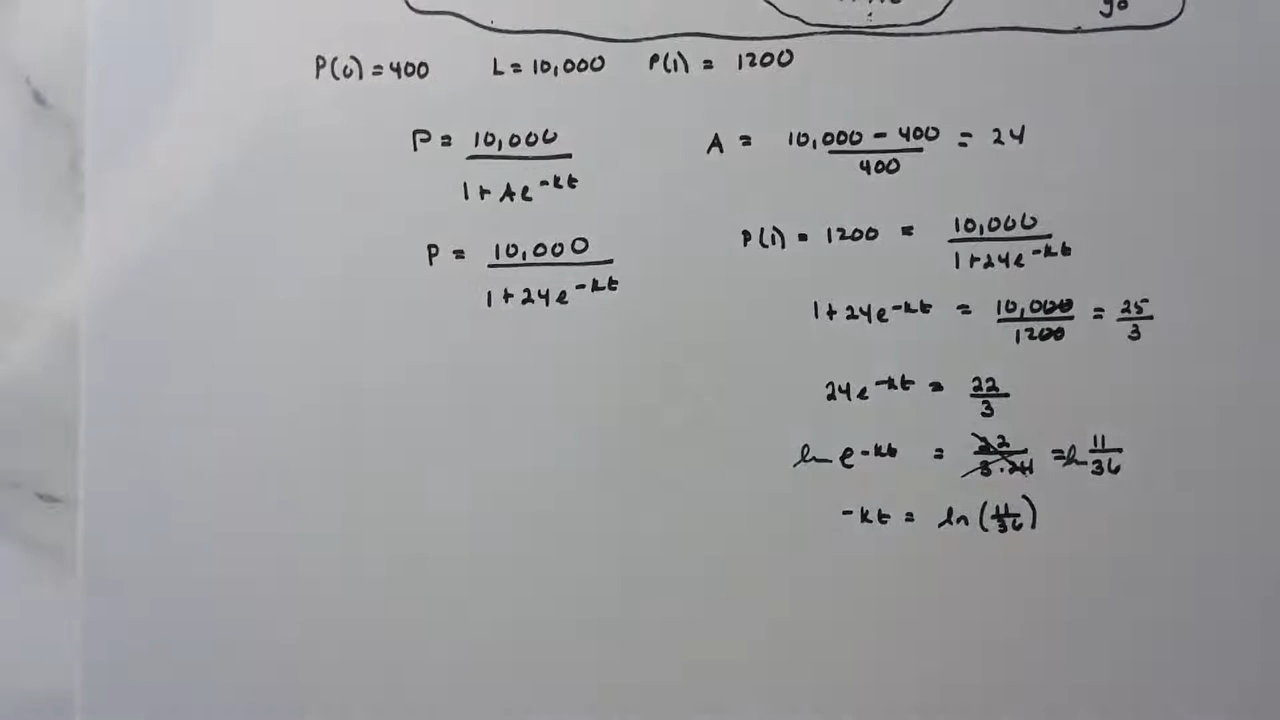 yo
P(0) = 400 L = 10,000 P(1) = 1200
P = 10,000 / 1 + Ae^-kt
A = 10,000 - 400 / 400 = 24
P = 10,000 / 1 + 24e^-kt
P(1) = 1200 = 10,000 / 1 + 24e^-kt
1 + 24e^-kt = 10,000 / 1200 = 25 / 3
24e^-kt = 22 / 3
ln e^-kt = 22 / 3 · 24 = ln 11 / 36
-kt = ln (11 / 36)